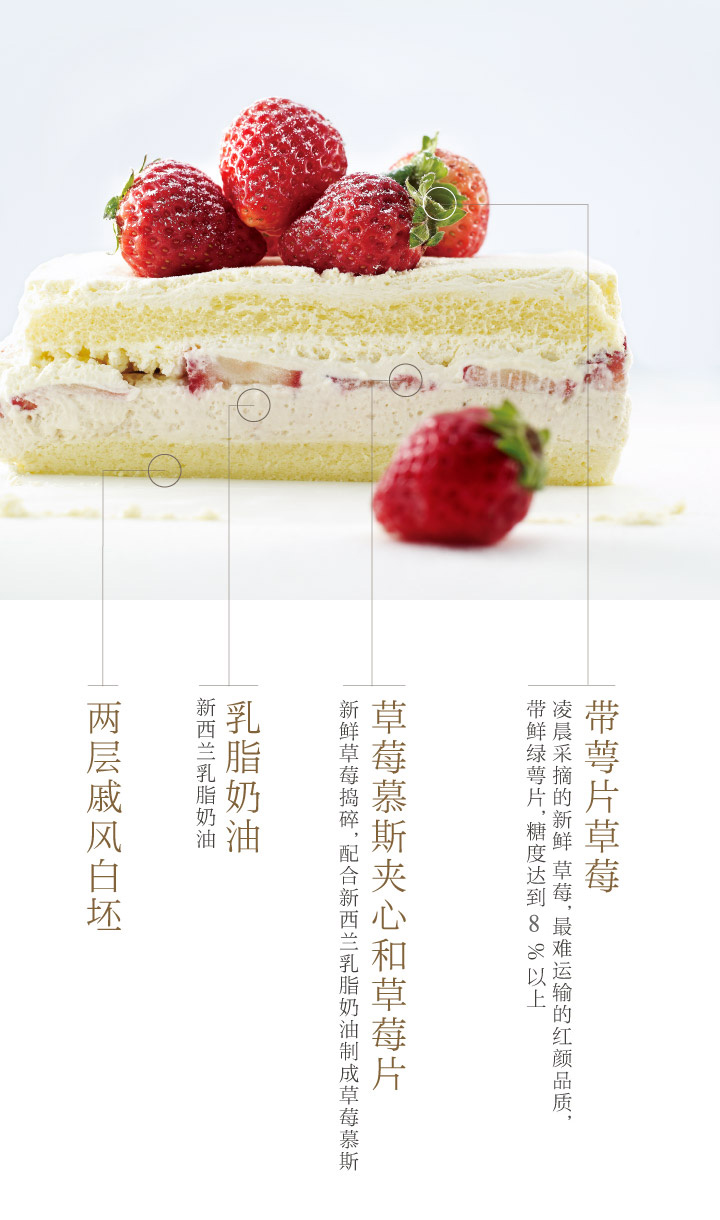 带萼片草莓
凌晨采摘的新鲜 草莓，最难运输的红颜品质，
带鲜绿萼片，糖度达到 8 %以上
草莓慕斯夹心和草莓片
新鲜草莓捣碎，配合新西兰乳脂奶油制成草莓慕斯
乳脂奶油
新西兰乳脂奶油
两层戚风白坯